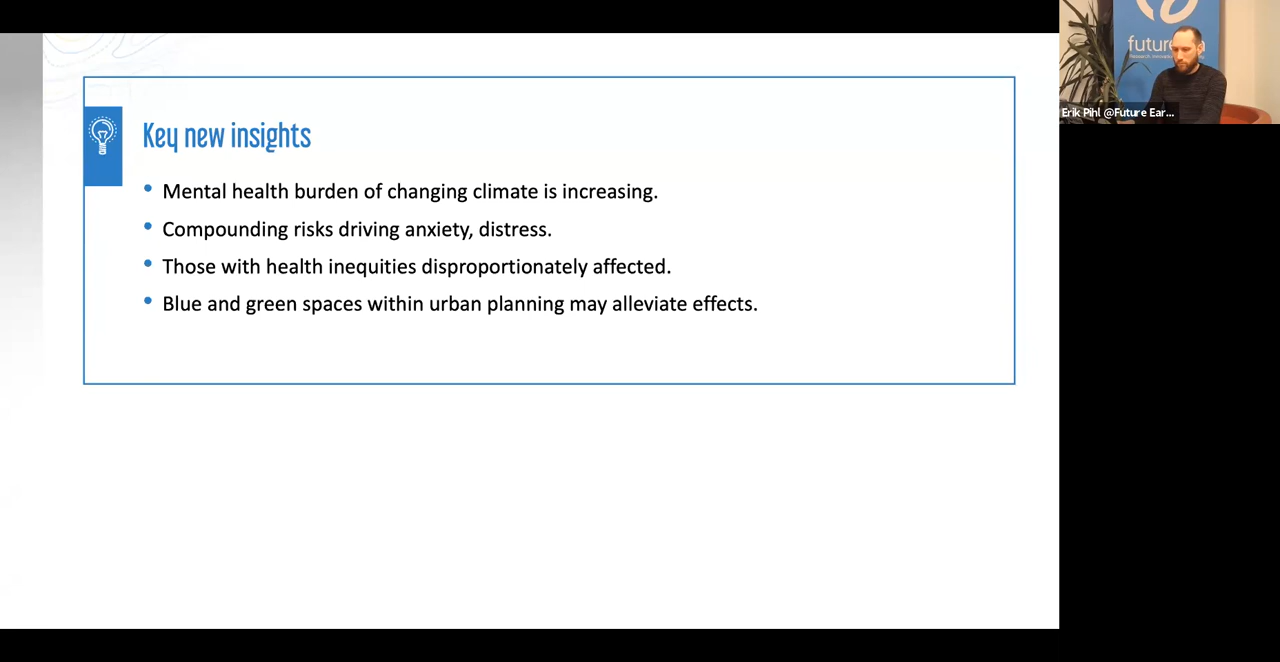 Key new insights
Mental health burden of changing climate is increasing.
Compounding risks driving anxiety, distress.
Those with health inequities disproportionately affected.
Blue and green spaces within urban planning may alleviate effects.
Erik Pihl @Future Ear...